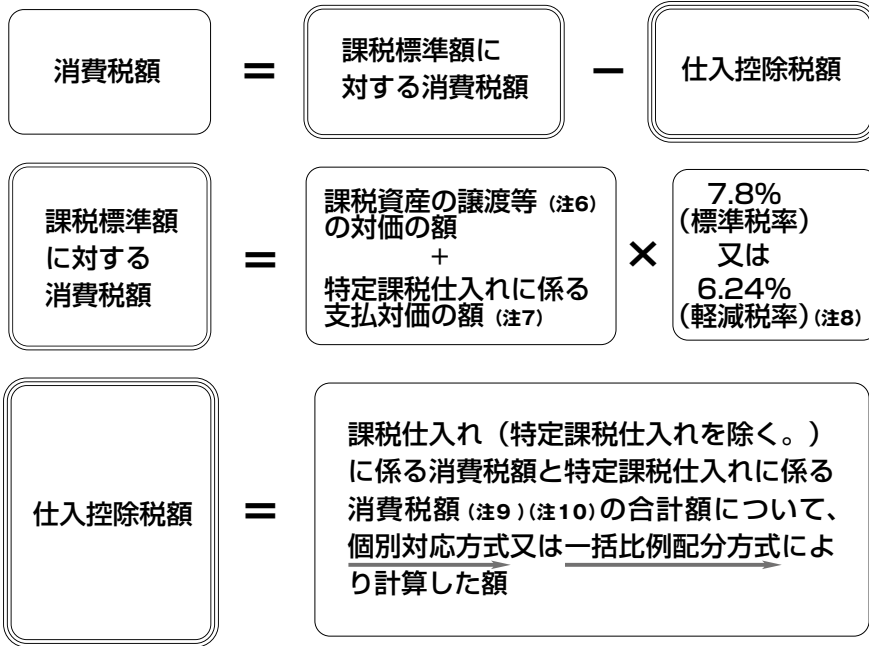 消費税額 = 課税標準額に
対する消費税額 − 仕入控除税額
課税標準額
に対する
消費税額
=
課税資産の譲渡等 (注6)
の対価の額
+
特定課税仕入れに係る
支払対価の額 (注7)
×
7.8%
(標準税率)
又は
6.24%
(軽減税率) (注8)
仕入控除税額
=
課税仕入れ（特定課税仕入れを除く。）
に係る消費税額と特定課税仕入れに係る
消費税額 (注9) (注10) の合計額について、
個別対応方式又は一括比例配分方式によ
り計算した額